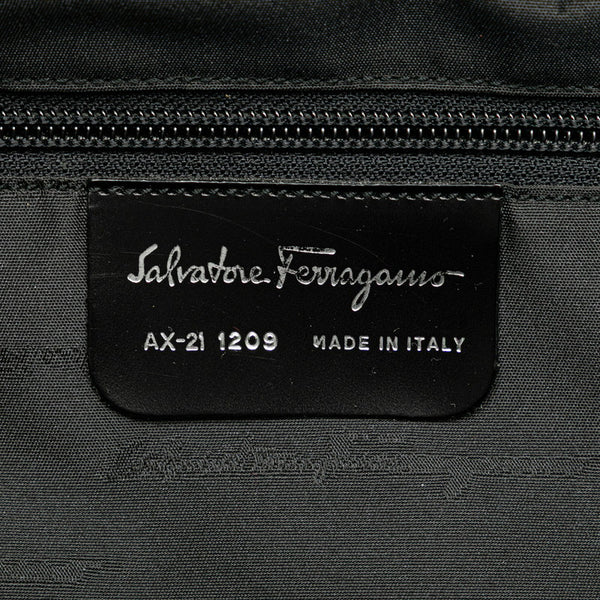 Salvatore Ferragamo
AX-21 1209 MADE IN ITALY